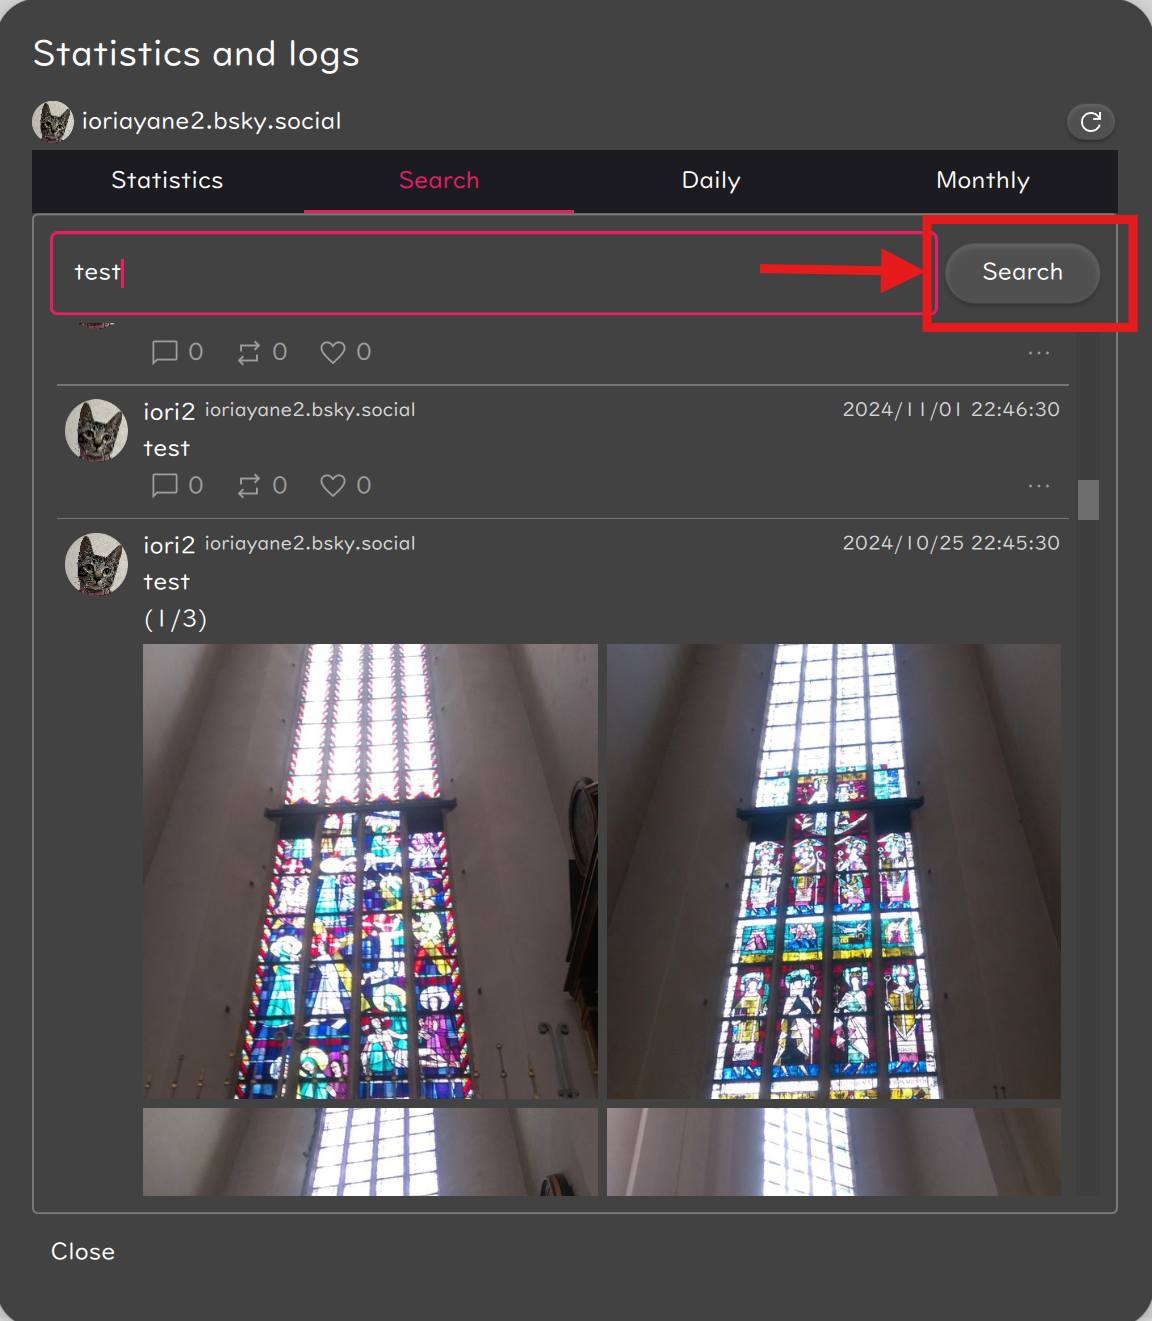 Statistics and logs
ioriayane2.bsky.social
Statistics Search Daily Monthly
test Search
0 0 0 ...
iori2 ioriayane2.bsky.social 2024/11/01 22:46:30
test
0 0 0 ...
iori2 ioriayane2.bsky.social 2024/10/25 22:45:30
test
(1/3)
Close